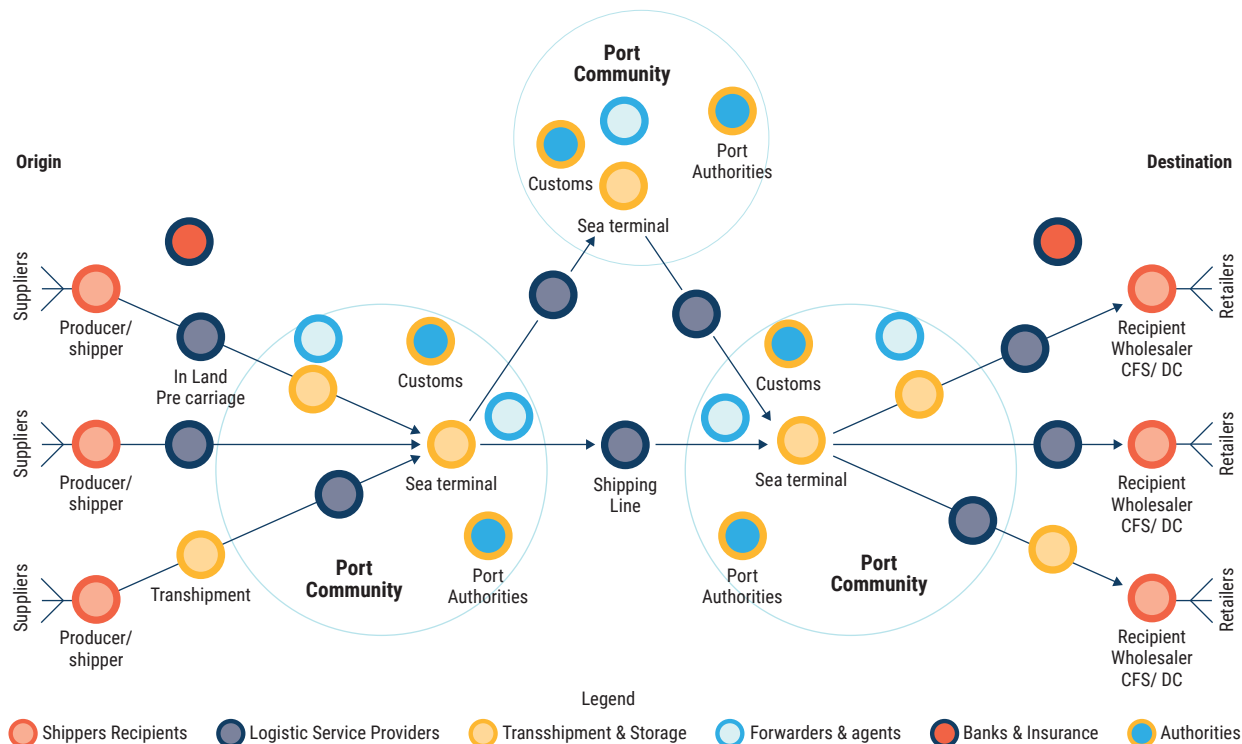 Port
Community
Customs
Port
Authorities
Sea terminal
Origin
Destination
Suppliers
Producer/
shipper
In Land
Pre carriage
Customs
Customs
Recipient
Wholesaler
CFS/ DC
Retailers
Suppliers
Producer/
shipper
Sea terminal
Shipping
Line
Sea terminal
Recipient
Wholesaler
CFS/ DC
Retailers
Suppliers
Producer/
shipper
Transhipment
Port
Community
Port
Authorities
Port
Authorities
Port
Community
Recipient
Wholesaler
CFS/ DC
Retailers
Legend
Shippers Recipients
Logistic Service Providers
Transshipment & Storage
Forwarders & agents
Banks & Insurance
Authorities